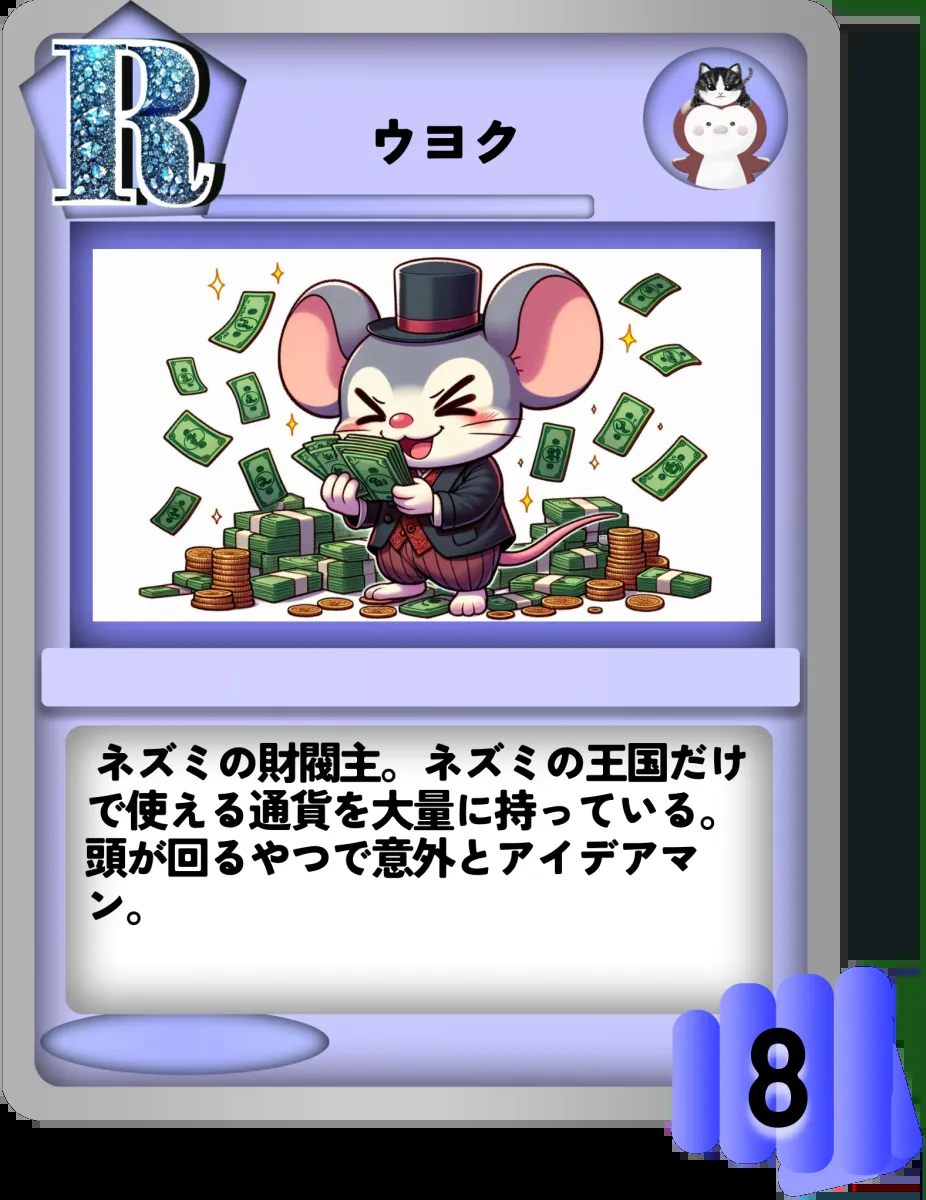 R
ウヨク
ネズミの財閥主。ネズミの王国だけ
で使える通貨を大量に持っている。
頭が回るやつで意外とアイデアマ
ン。
8